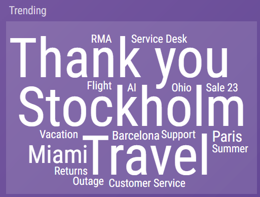 Trending
RMA Service Desk
Thank you
Flight AI Ohio Sale 23
Stockholm
Vacation Barcelona Support Paris
Miami Travel Summer
Returns
Outage Customer Service